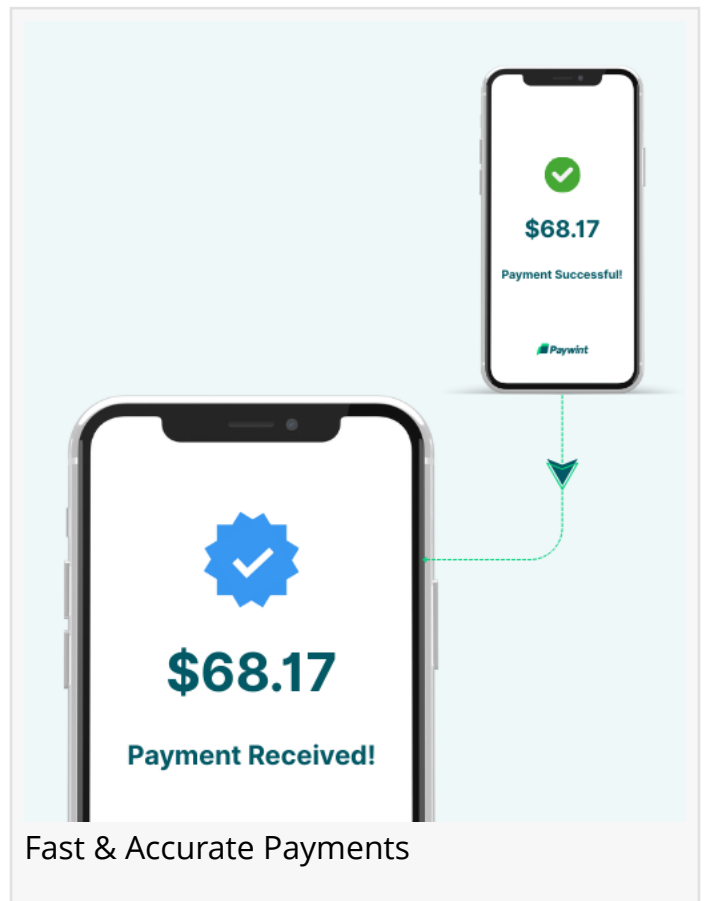 $68.17
Payment Successful!
Paywint
$68.17
Payment Received!
Fast & Accurate Payments